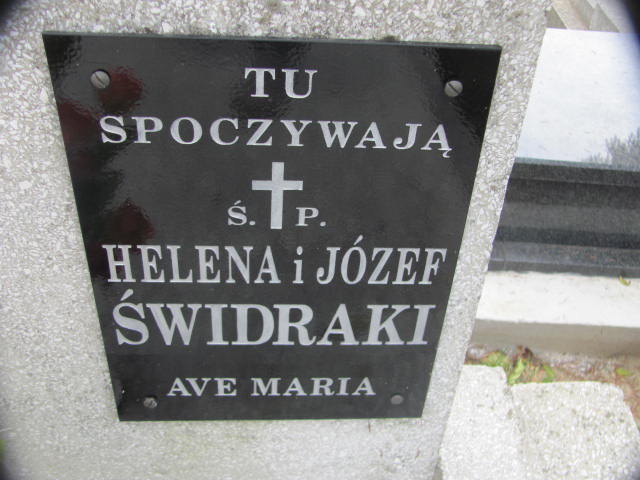 TU
SPOCZYWAJĄ
Ś. P.
HELENA i JÓZEF
ŚWIDRAKI
AVE MARIA